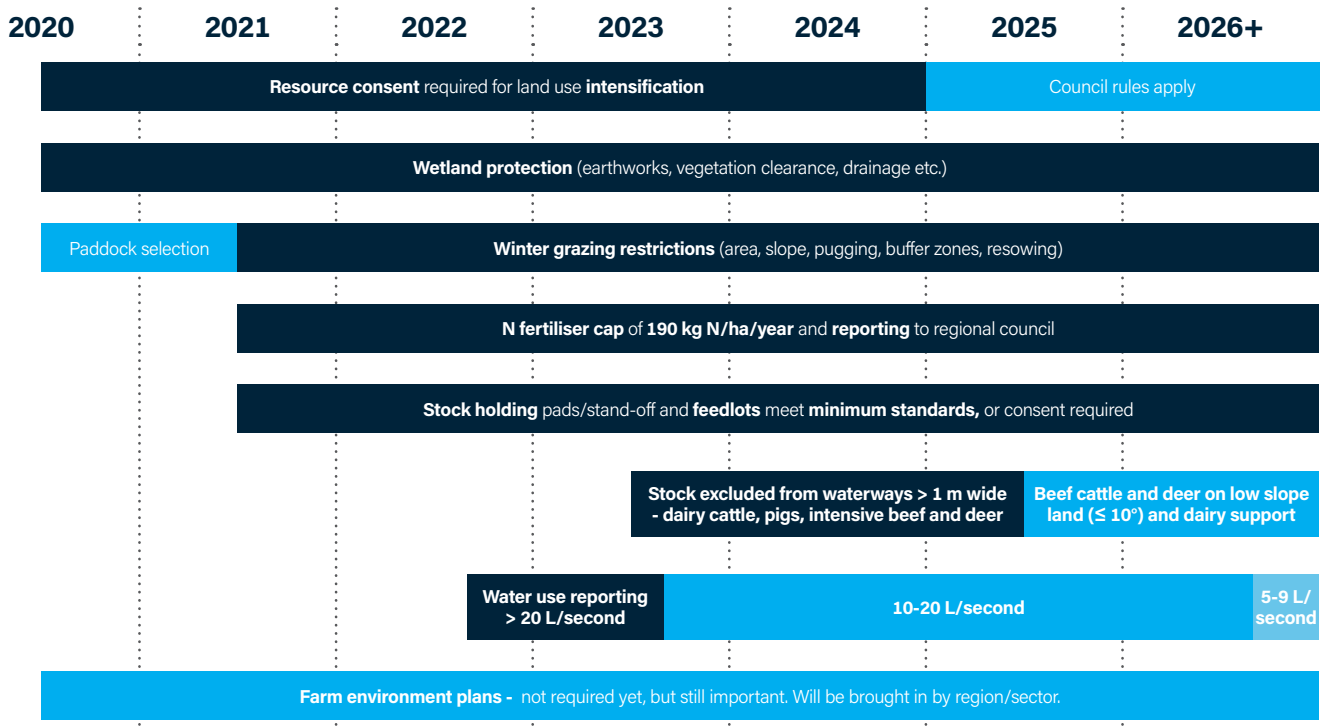 2020 2021 2022 2023 2024 2025 2026+
Resource consent required for land use intensification
Council rules apply
Wetland protection (earthworks, vegetation clearance, drainage etc.)
Paddock selection
Winter grazing restrictions (area, slope, pugging, buffer zones, resowing)
N fertiliser cap of 190 kg N/ha/year and reporting to regional council
Stock holding pads/stand-off and feedlots meet minimum standards, or consent required
Stock excluded from waterways > 1 m wide
- dairy cattle, pigs, intensive beef and deer
Beef cattle and deer on low slope
land (≤ 10°) and dairy support
Water use reporting
> 20 L/second
10-20 L/second
5-9 L/
second
Farm environment plans - not required yet, but still important. Will be brought in by region/sector.